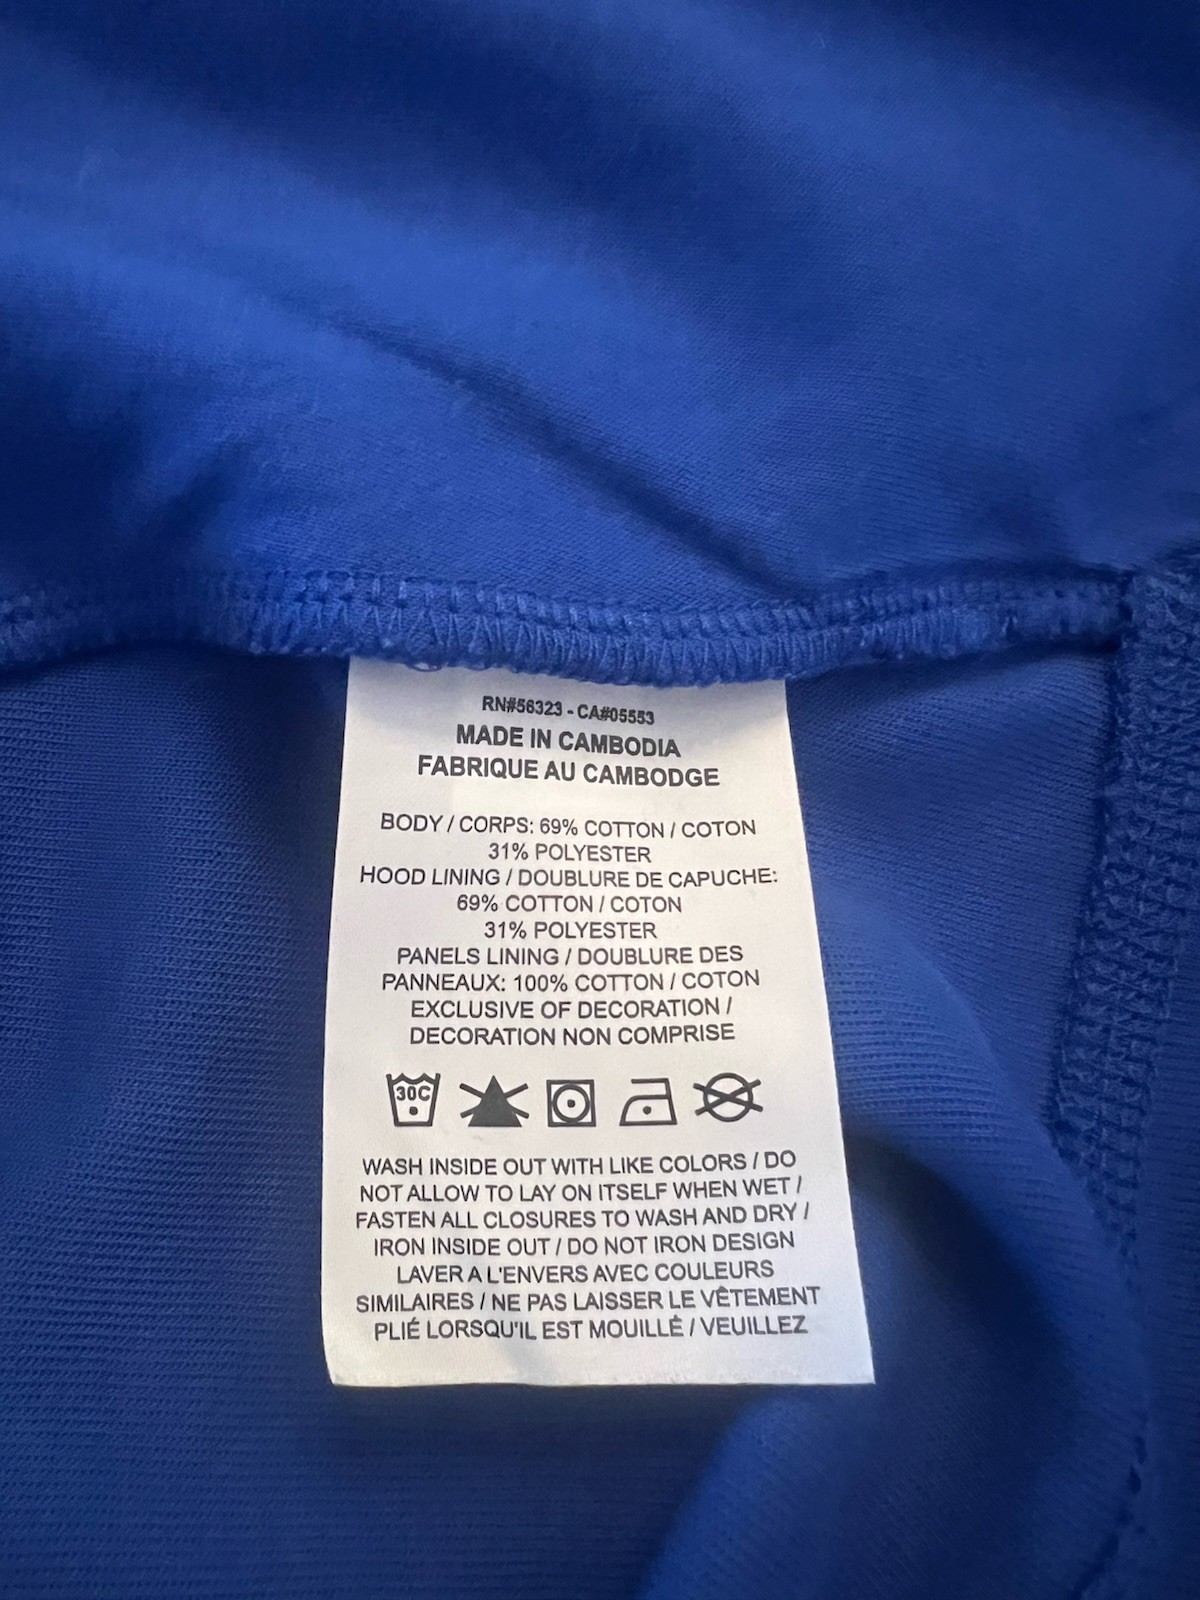 RN#56323 - CA#05553
MADE IN CAMBODIA
FABRIQUE AU CAMBODGE
BODY / CORPS: 69% COTTON / COTON
31% POLYESTER
HOOD LINING / DOUBLURE DE CAPUCHE:
69% COTTON / COTON
31% POLYESTER
PANELS LINING / DOUBLURE DES
PANNEAUX: 100% COTTON / COTON
EXCLUSIVE OF DECORATION /
DECORATION NON COMPRISE
30C
WASH INSIDE OUT WITH LIKE COLORS / DO
NOT ALLOW TO LAY ON ITSELF WHEN WET /
FASTEN ALL CLOSURES TO WASH AND DRY /
IRON INSIDE OUT / DO NOT IRON DESIGN
LAVER A L'ENVERS AVEC COULEURS
SIMILAIRES / NE PAS LAISSER LE VÊTEMENT
PLIÉ LORSQU'IL EST MOUILLÉ / VEUILLEZ